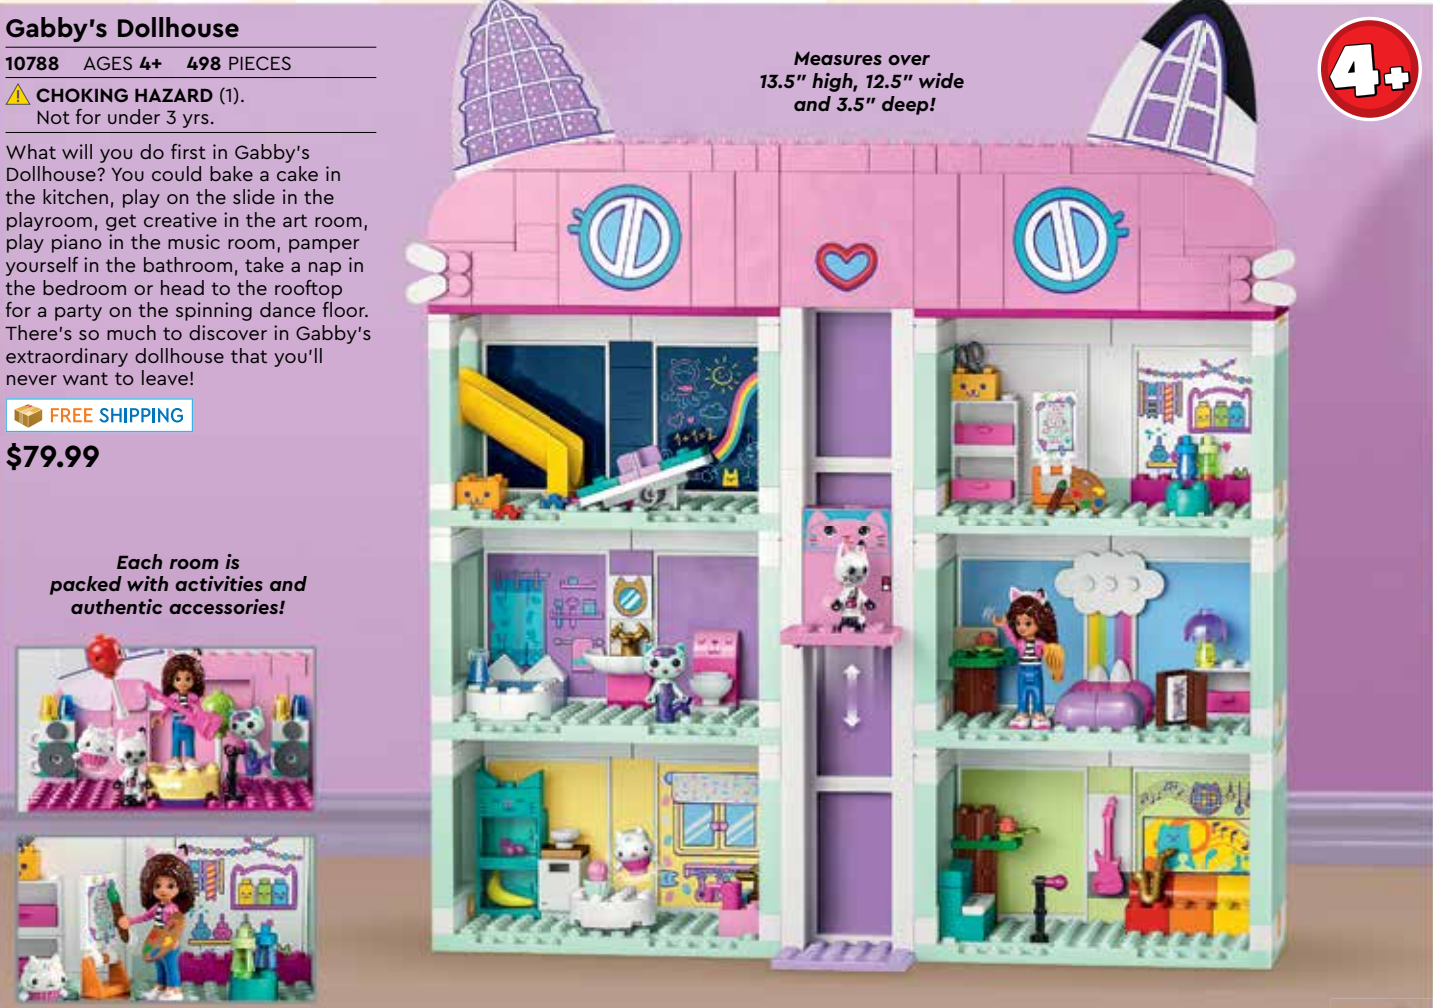 Gabby's Dollhouse
10788 AGES 4+ 498 PIECES
CHOKING HAZARD (1).
Not for under 3 yrs.
What will you do first in Gabby's
Dollhouse? You could bake a cake in
the kitchen, play on the slide in the
playroom, get creative in the art room,
play piano in the music room, pamper
yourself in the bathroom, take a nap in
the bedroom or head to the rooftop
for a party on the spinning dance floor.
There's so much to discover in Gabby's
extraordinary dollhouse that you'll
never want to leave!
FREE SHIPPING
$79.99
Each room is
packed with activities and
authentic accessories!
Measures over
13.5" high, 12.5" wide
and 3.5" deep!
4+
1+1=2